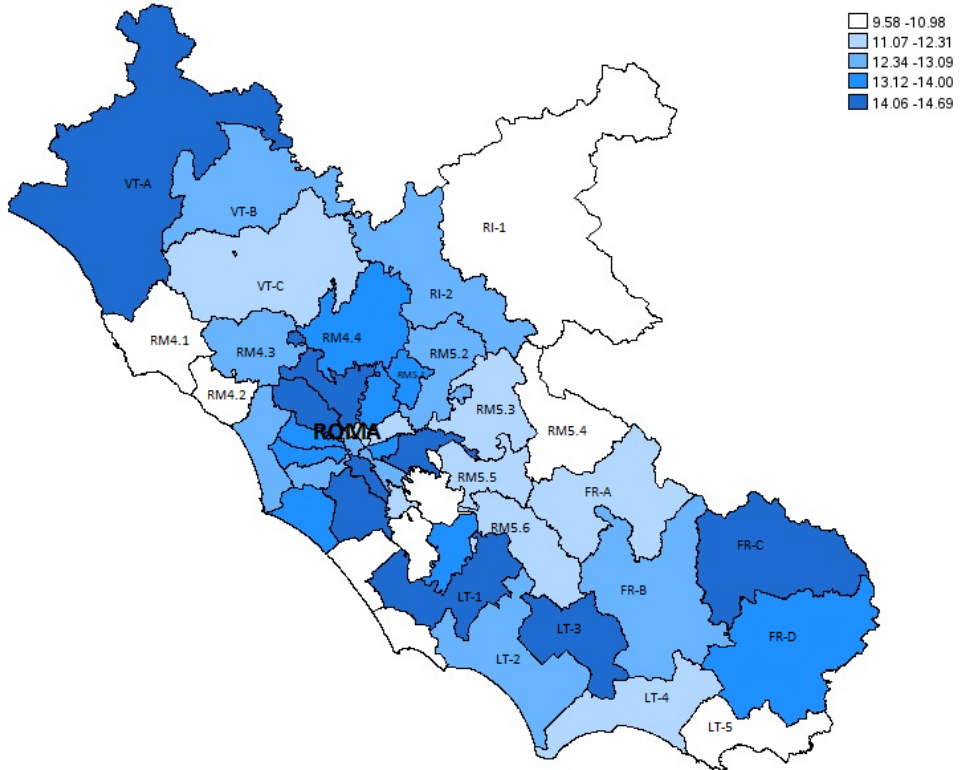 9.58 -10.98
11.07 -12.31
12.34 -13.09
13.12 -14.00
14.06 -14.69
VT-A
VT-B
RI-1
VT-C
RI-2
RM4.1
RM4.4
RM4.3
RM5.2
RM4.2
RM5.3
ROMA
RM5.4
RM5.5
FR-A
RM5.6
FR-C
FR-B
LT-1
LT-3
FR-D
LT-2
LT-4
LT-5